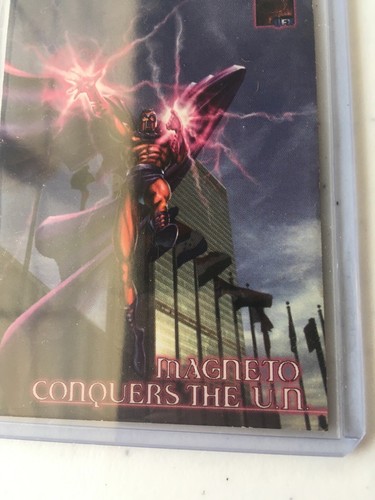 MAGNETO
CONQUERS THE U.N.